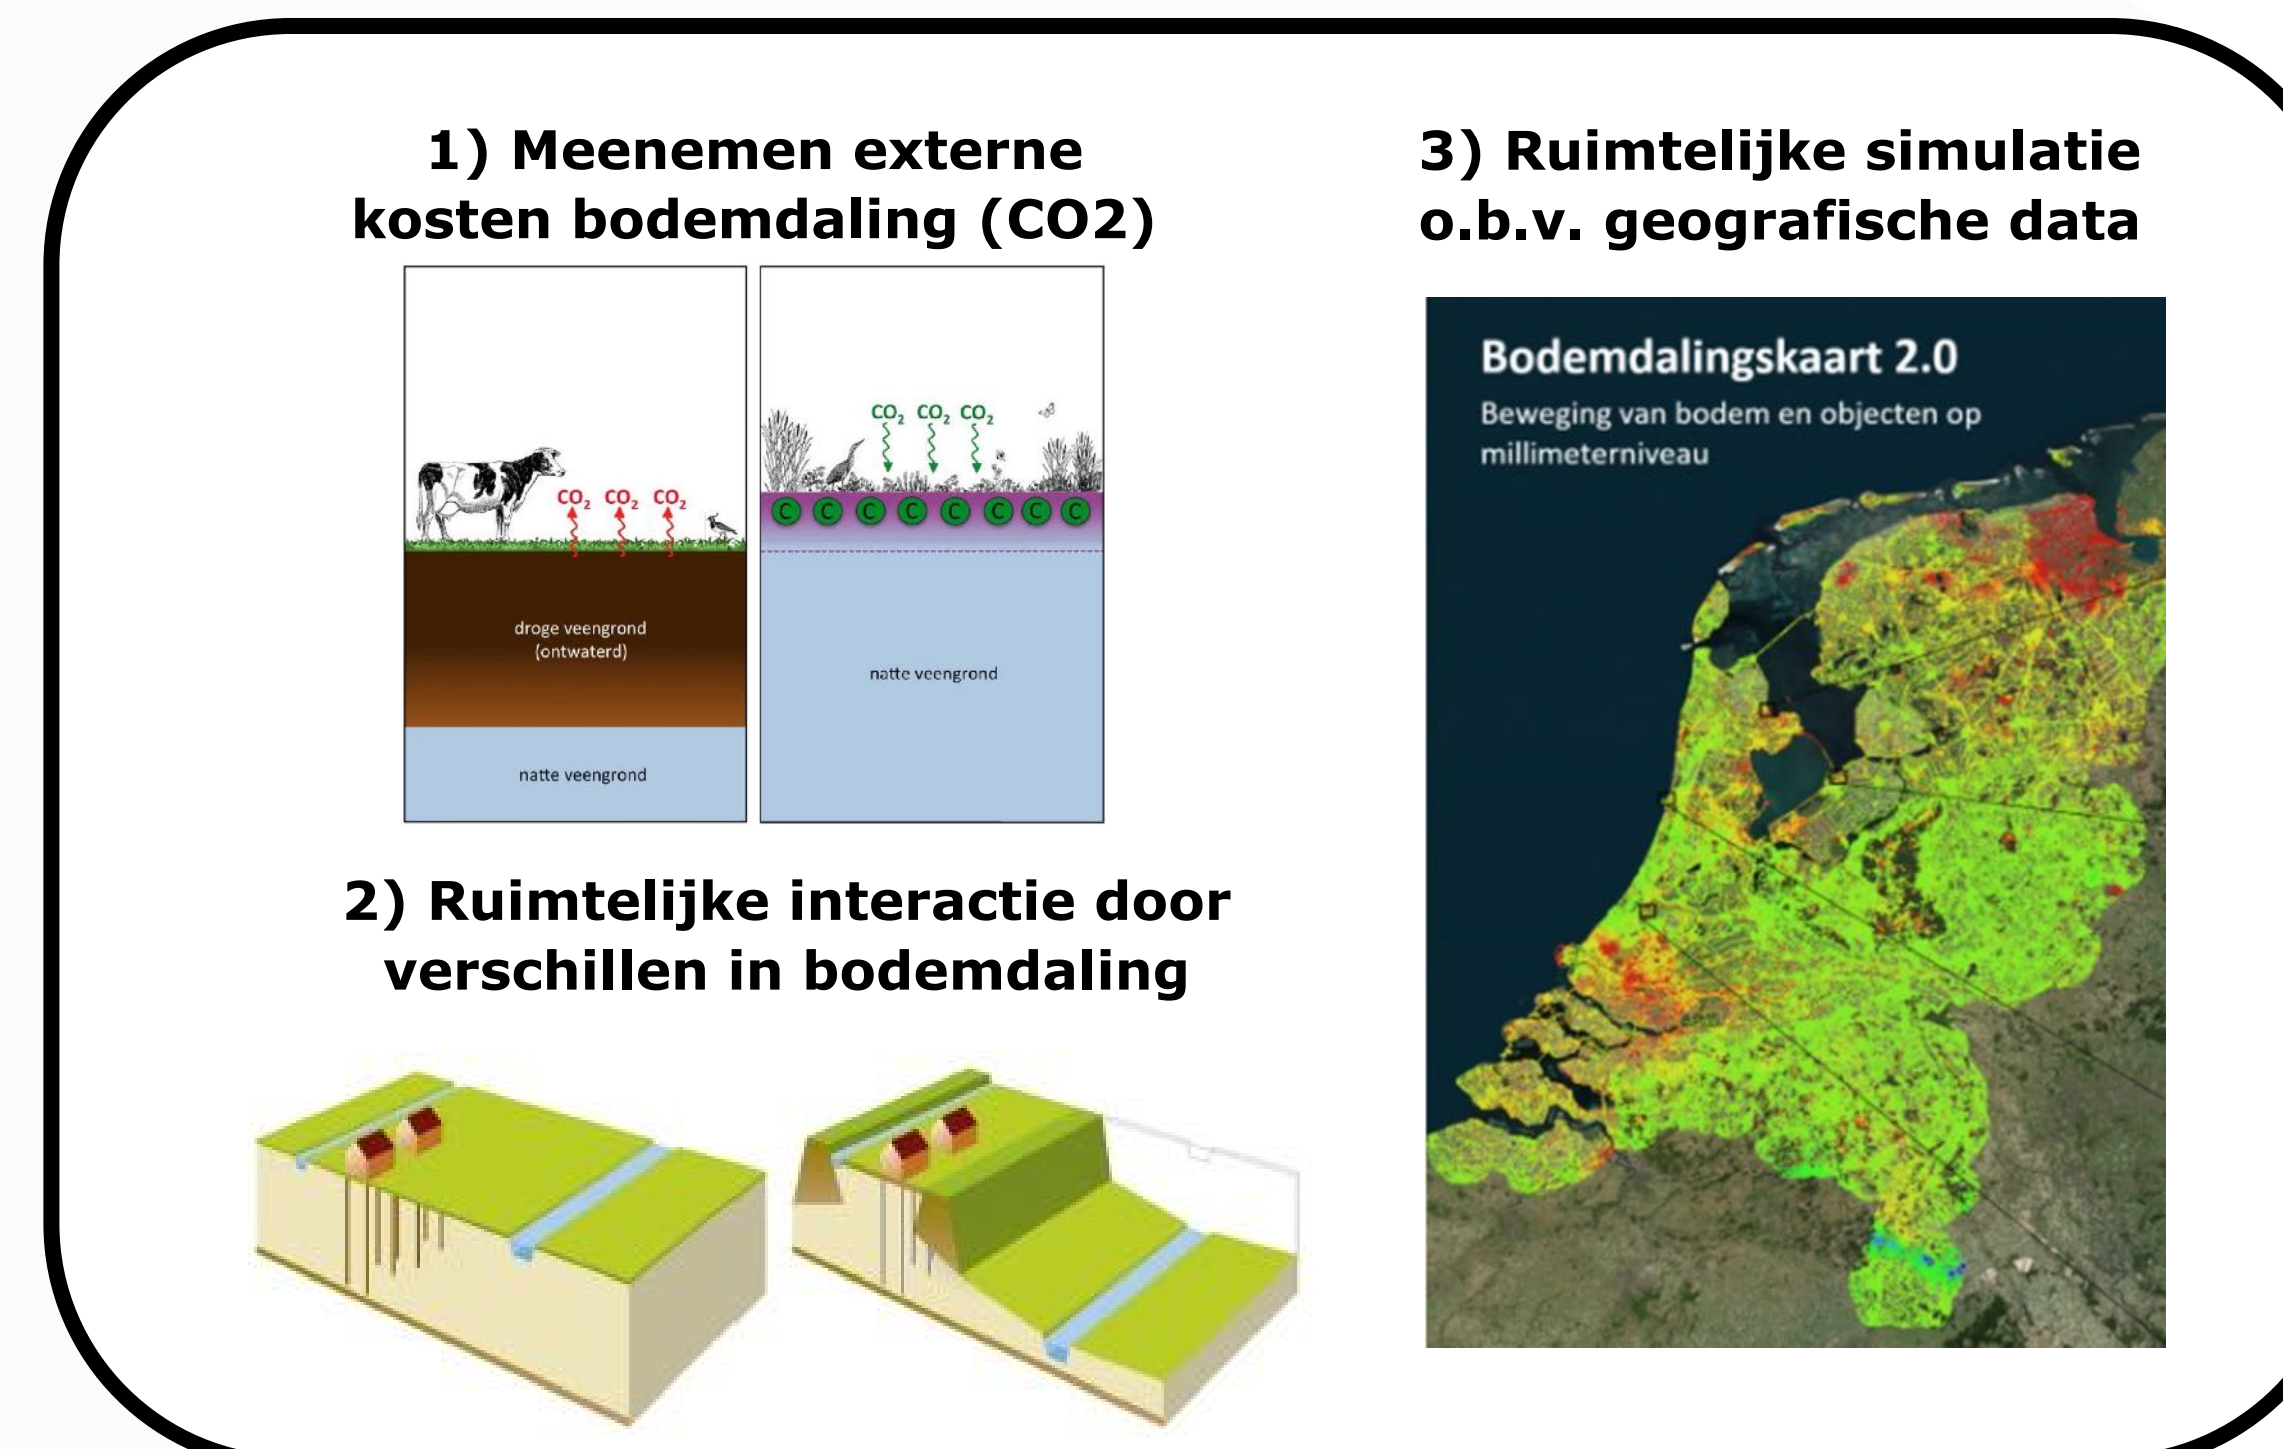 1) Meenemen externe
kosten bodemdaling (CO2)
CO₂ CO₂ CO₂
droge veengrond
(ontwaterd)
natte veengrond
CO₂ CO₂ CO₂
C C C C C C C C
natte veengrond
2) Ruimtelijke interactie door
verschillen in bodemdaling
3) Ruimtelijke simulatie
o.b.v. geografische data
Bodemdalingskaart 2.0
Beweging van bodem en objecten op
millimeterniveau